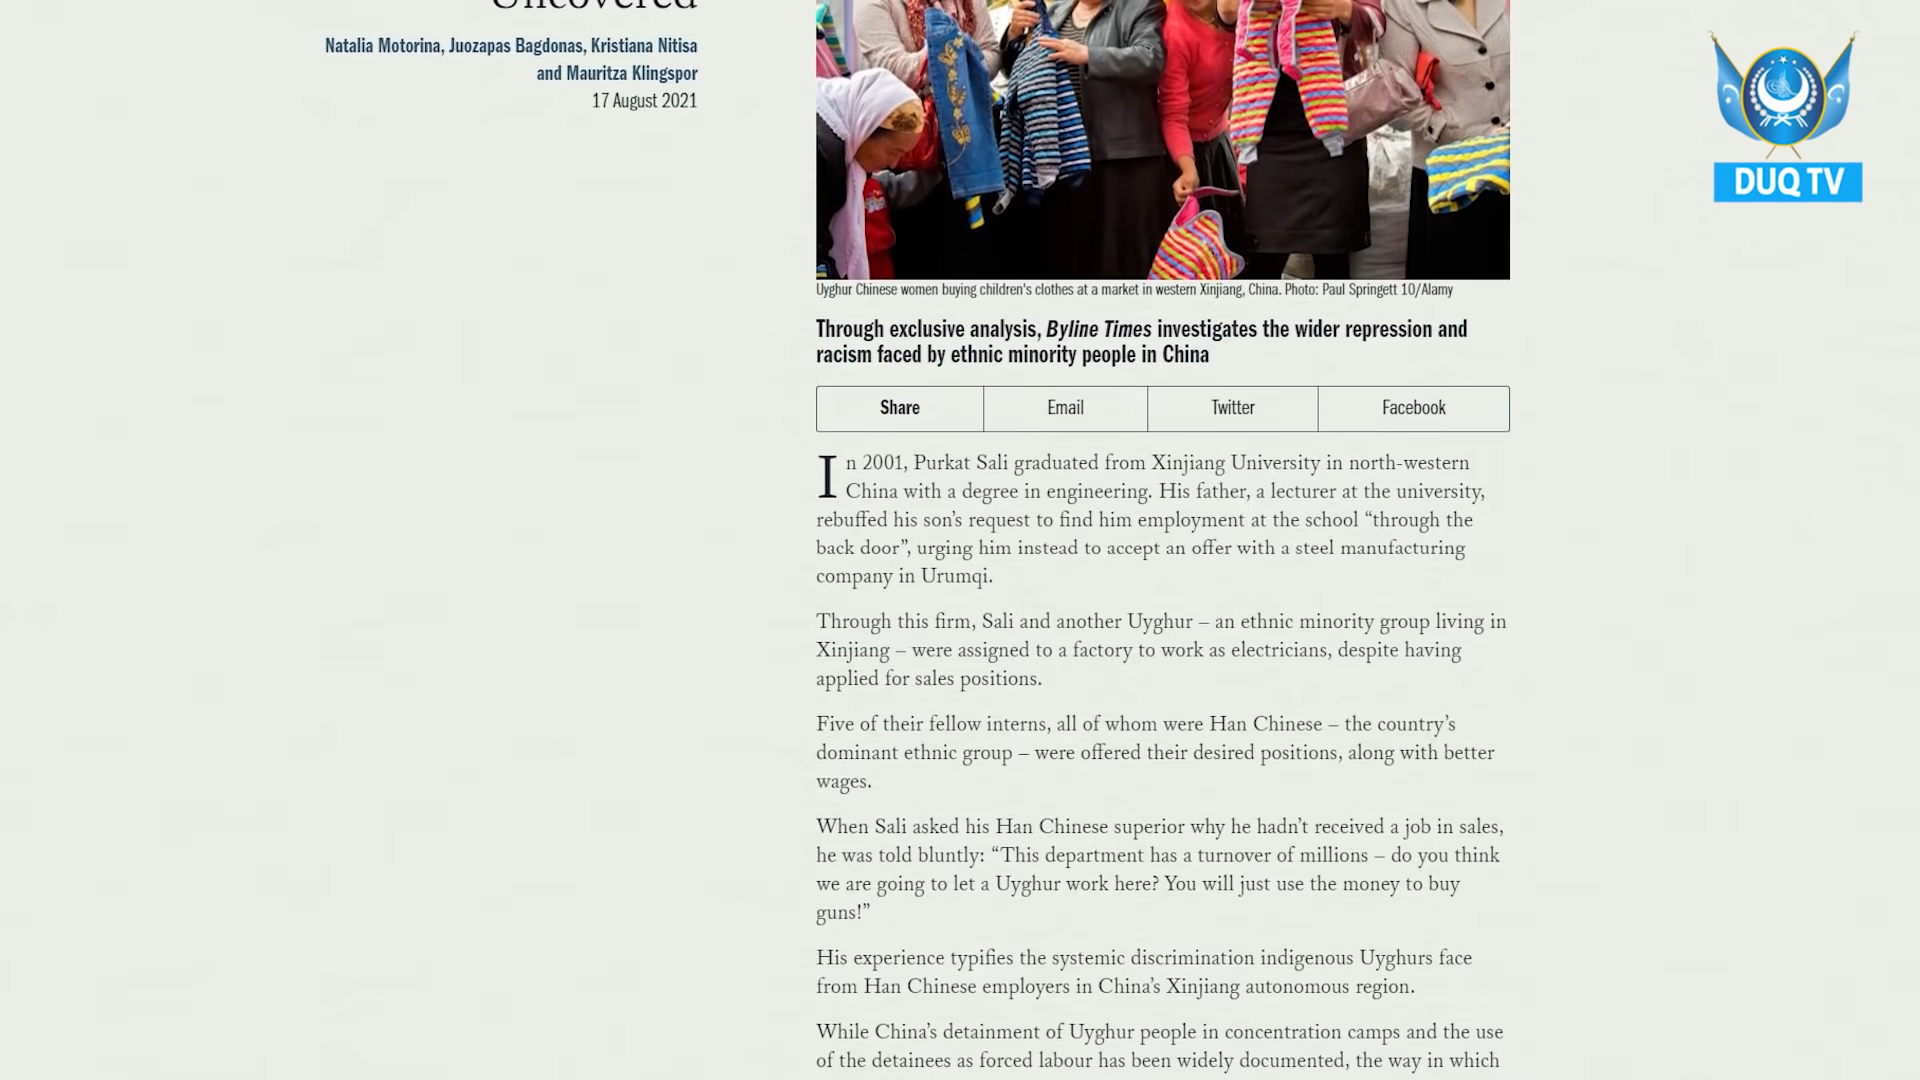 Uncovered
Natalia Motorina, Juozapas Bagdonas, Kristiana Nitisa
and Mauritza Klingspor
17 August 2021
DUQ TV
Uyghur Chinese women buying children's clothes at a market in western Xinjiang, China. Photo: Paul Springett 10/Alamy
Through exclusive analysis, Byline Times investigates the wider repression and
racism faced by ethnic minority people in China
Share Email Twitter Facebook
In 2001, Purkat Sali graduated from Xinjiang University in north-western
China with a degree in engineering. His father, a lecturer at the university,
rebuffed his son’s request to find him employment at the school “through the
back door”, urging him instead to accept an offer with a steel manufacturing
company in Urumqi.
Through this firm, Sali and another Uyghur – an ethnic minority group living in
Xinjiang – were assigned to a factory to work as electricians, despite having
applied for sales positions.
Five of their fellow interns, all of whom were Han Chinese – the country’s
dominant ethnic group – were offered their desired positions, along with better
wages.
When Sali asked his Han Chinese superior why he hadn’t received a job in sales,
he was told bluntly: “This department has a turnover of millions – do you think
we are going to let a Uyghur work here? You will just use the money to buy
guns!”
His experience typifies the systemic discrimination indigenous Uyghurs face
from Han Chinese employers in China’s Xinjiang autonomous region.
While China’s detainment of Uyghur people in concentration camps and the use
of the detainees as forced labour has been widely documented, the way in which